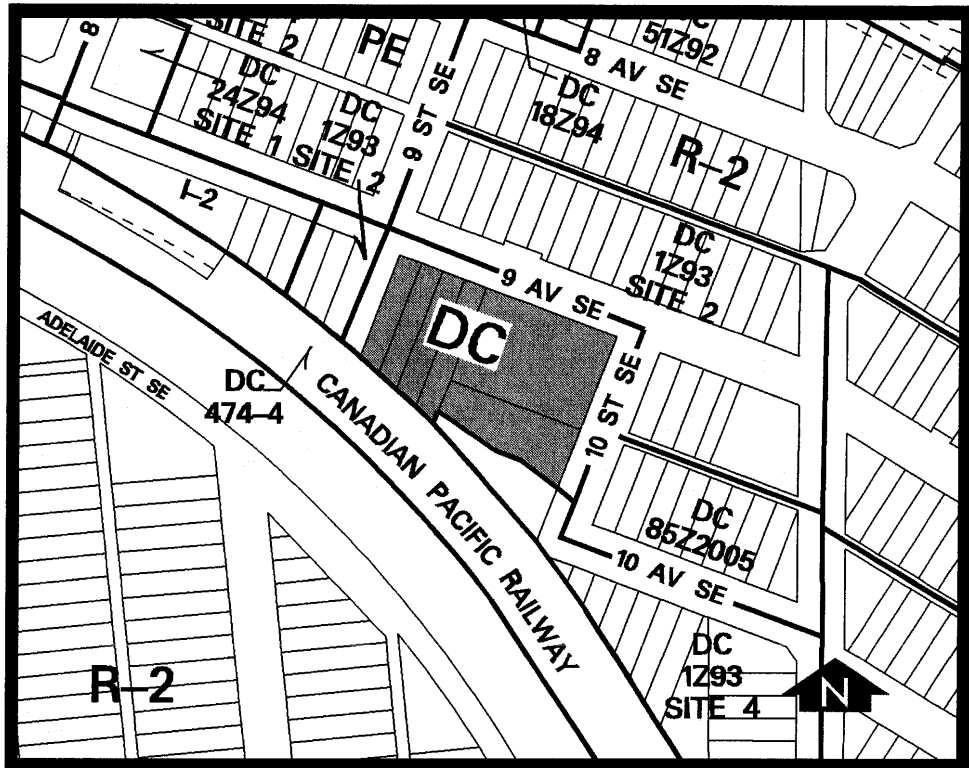 SITE 2
PE
DC
51Z92
8
8 AV SE
DC
24Z94
SITE 1
DC
1Z93
SITE 2
9 ST SE
DC
18Z94
R-2
I-2
DC
1Z93
SITE 2
9 AV SE
DC
10 ST SE
ADELAIDE ST SE
DC
474-4
CANADIAN PACIFIC RAILWAY
DC
85Z2005
10 AV SE
R-2
DC
1Z93
SITE 4
N